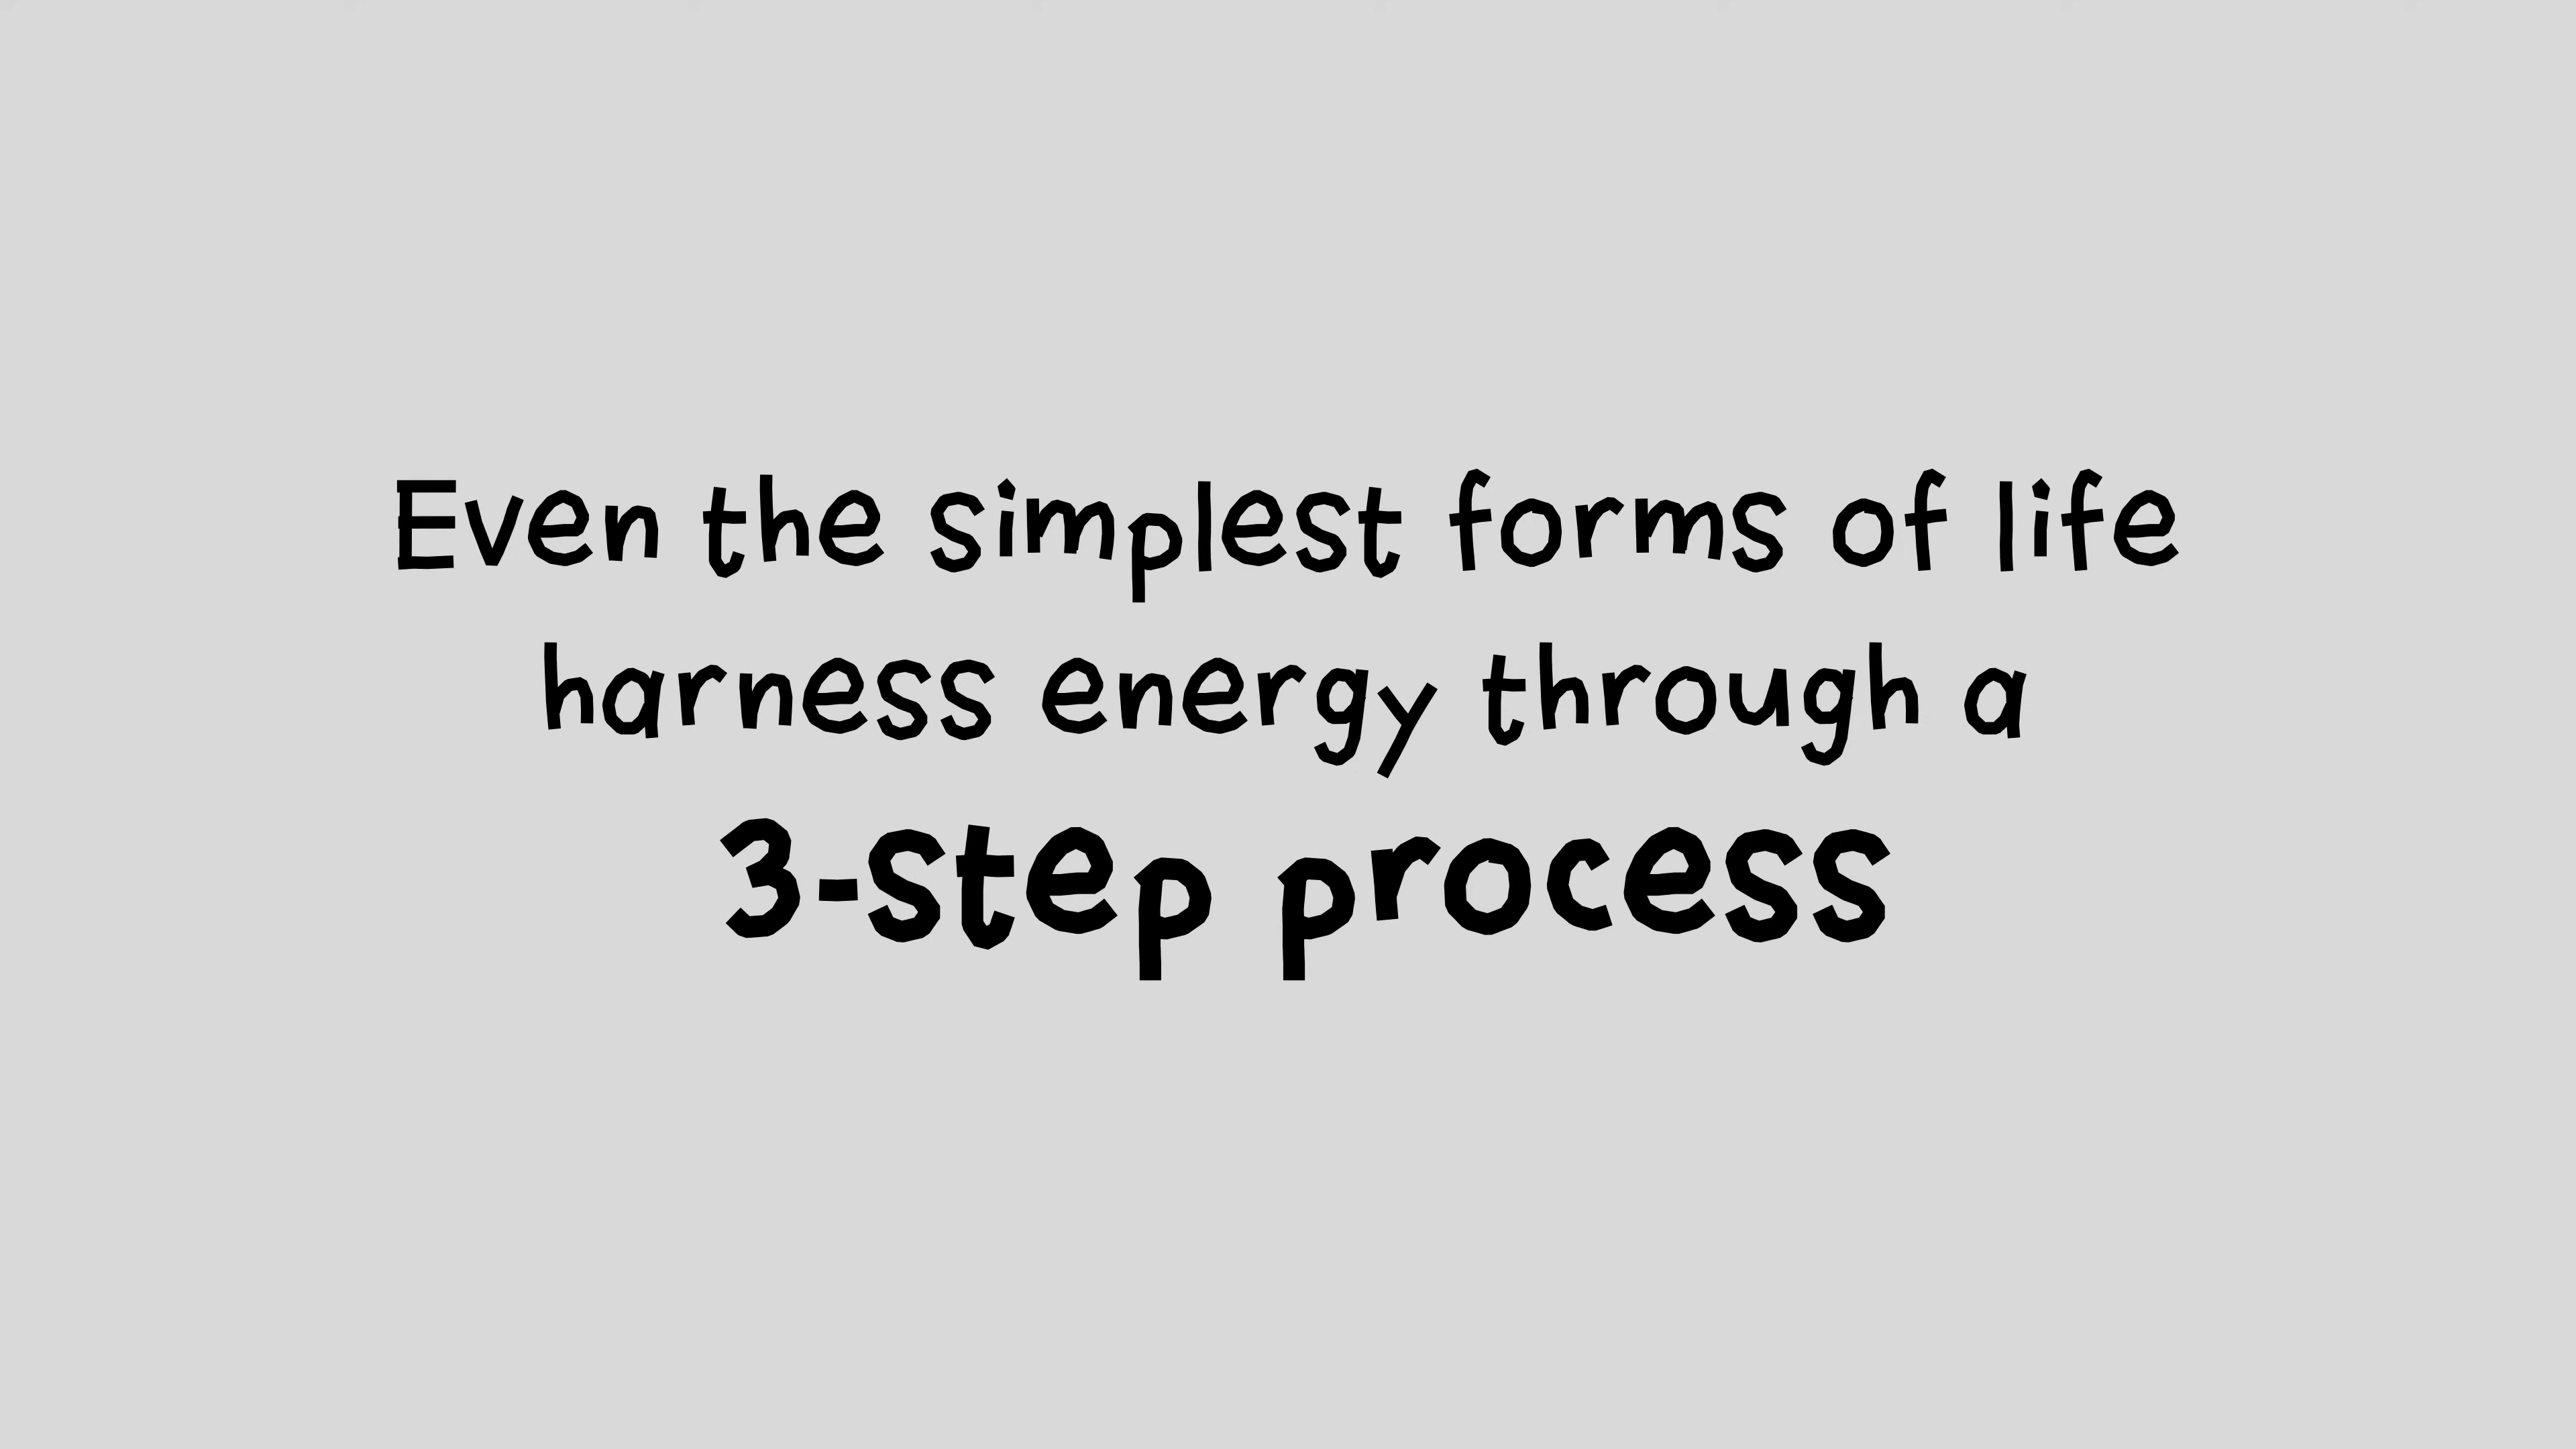 Even the simplest forms of life
harness energy through a
3-step process